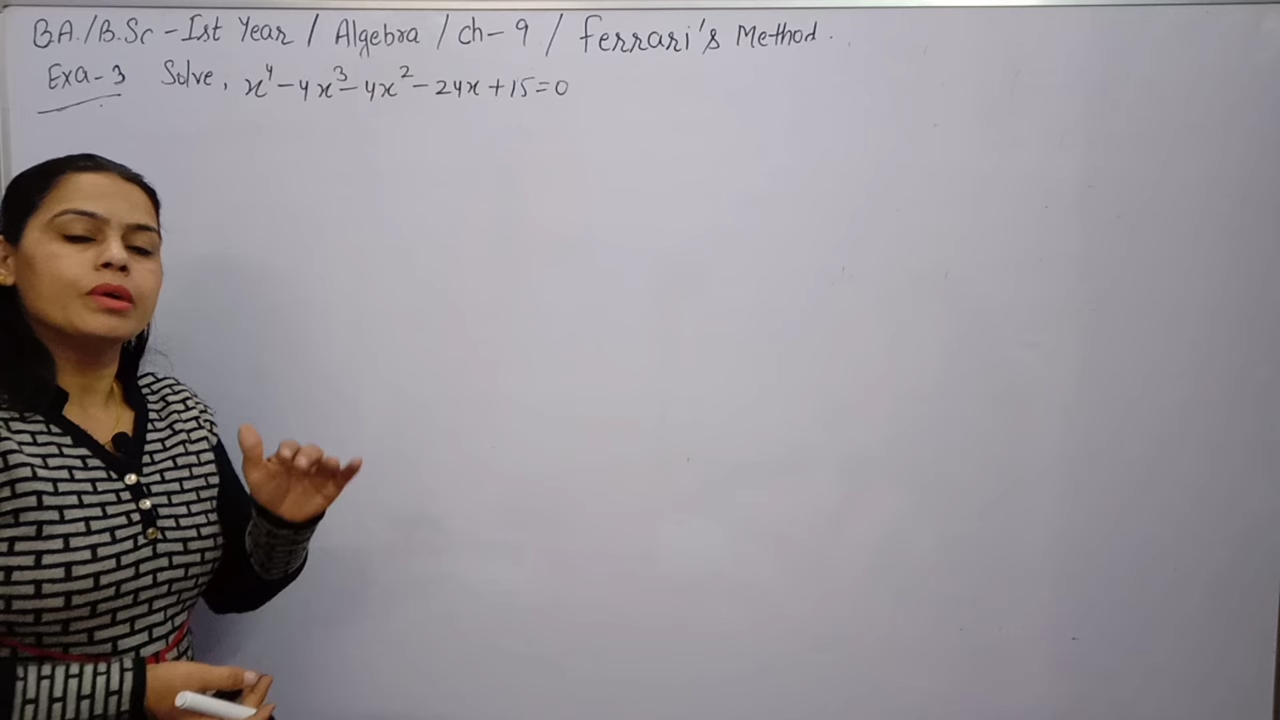 B.A./B.Sc - Ist Year / Algebra / ch - 9 / Ferrari's Method.
Exa - 3 Solve, x⁴ - 4x³ - 4x² - 24x + 15 = 0